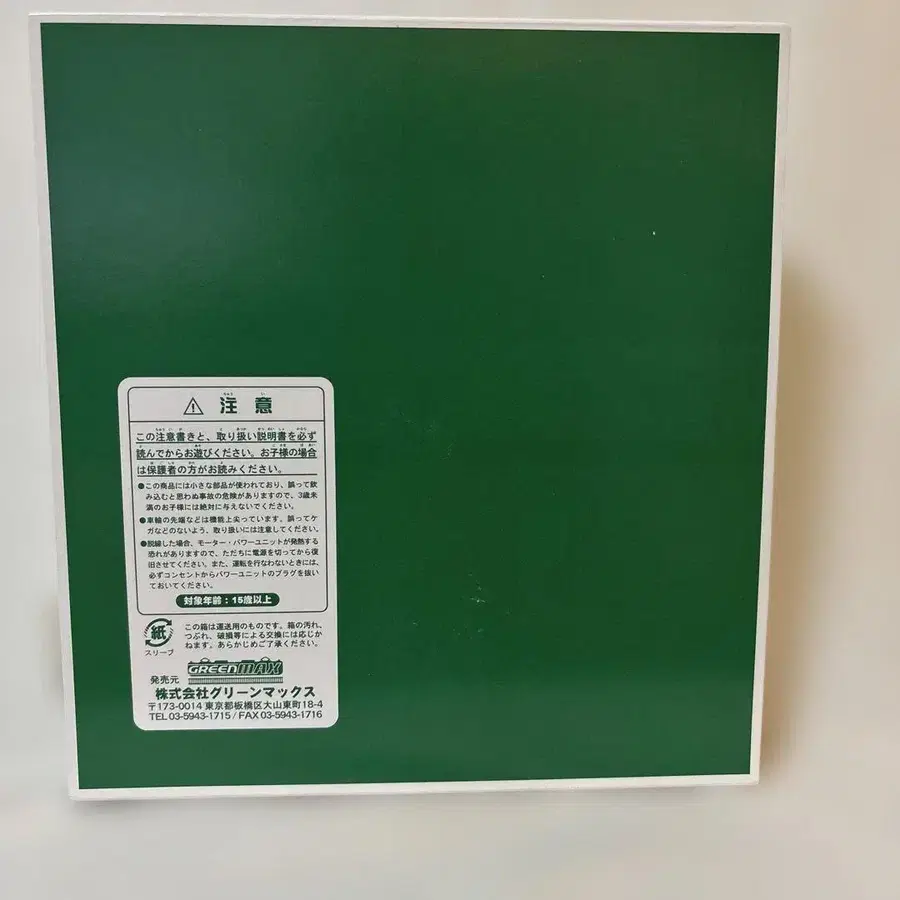 注 意
この注意書きと、取り扱い説明書を必ず
読んでからお遊びください。お子様の場合
は保護者の方がお読みください。
●この商品には小さな部品が使われており、誤って飲
み込むと思わぬ事故の危険がありますので、3歳未
満のお子様には絶対に与えないでください。
●車輪の先端などは機能上尖っています。誤ってケ
ガなどのないよう、取り扱いには注意してください。
●脱線した場合、モーター・パワーユニットが発熱する
恐れがありますので、ただちに電源を切ってから復
旧させてください。また、運転を行なわないときには、
必ずコンセントからパワーユニットのプラグを抜い
ておいてください。
対象年齢：15歳以上
紙
スリーブ
この箱は運送用のものです。箱の汚れ、
つぶれ、破損等による交換には応じか
ねます。あらかじめご了承ください。
GREENMAX
発売元
株式会社グリーンマックス
〒173-0014 東京都板橋区大山東町18-4
TEL 03-5943-1715 / FAX 03-5943-1716